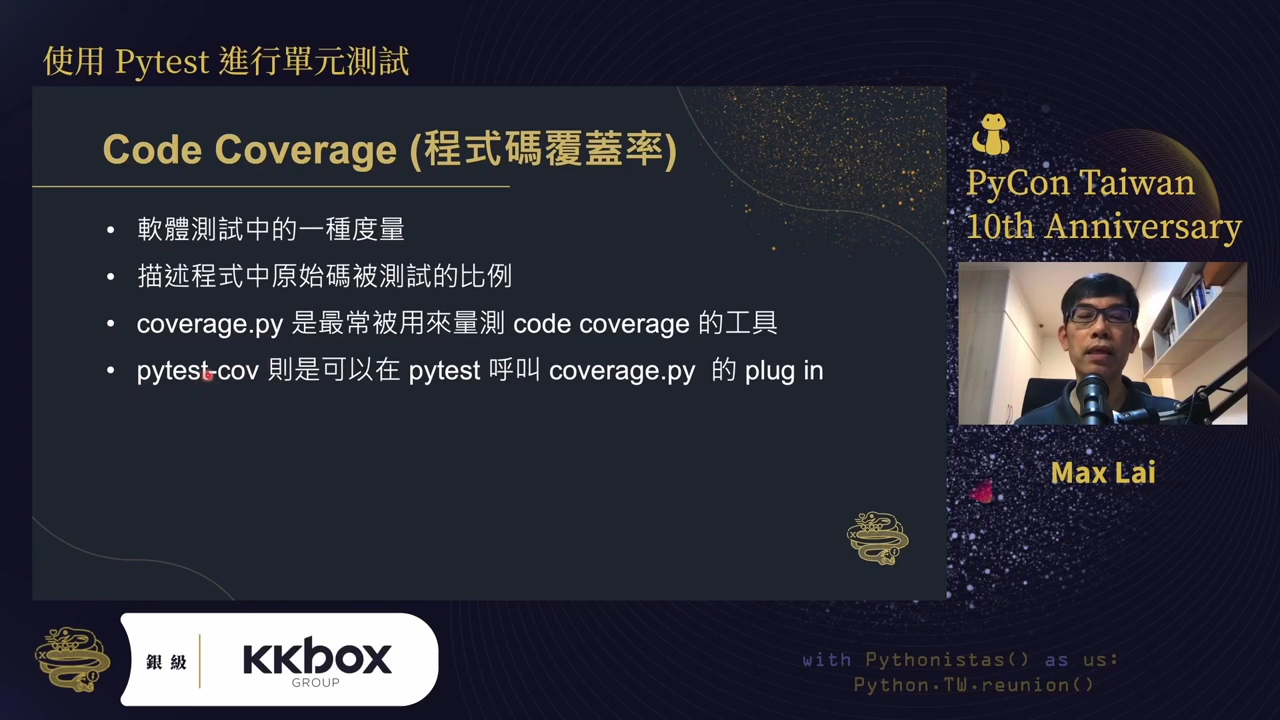 使用 Pytest 進行單元測試
Code Coverage (程式碼覆蓋率)
• 軟體測試中的一種度量
• 描述程式中原始碼被測試的比例
• coverage.py 是最常被用來量測 code coverage 的工具
• pytest-cov 則是可以在 pytest 呼叫 coverage.py 的 plug in
PyCon Taiwan
10th Anniversary
Max Lai
銀級
KKBOX
GROUP
with Pythonistas() as us:
Python.TW.reunion()